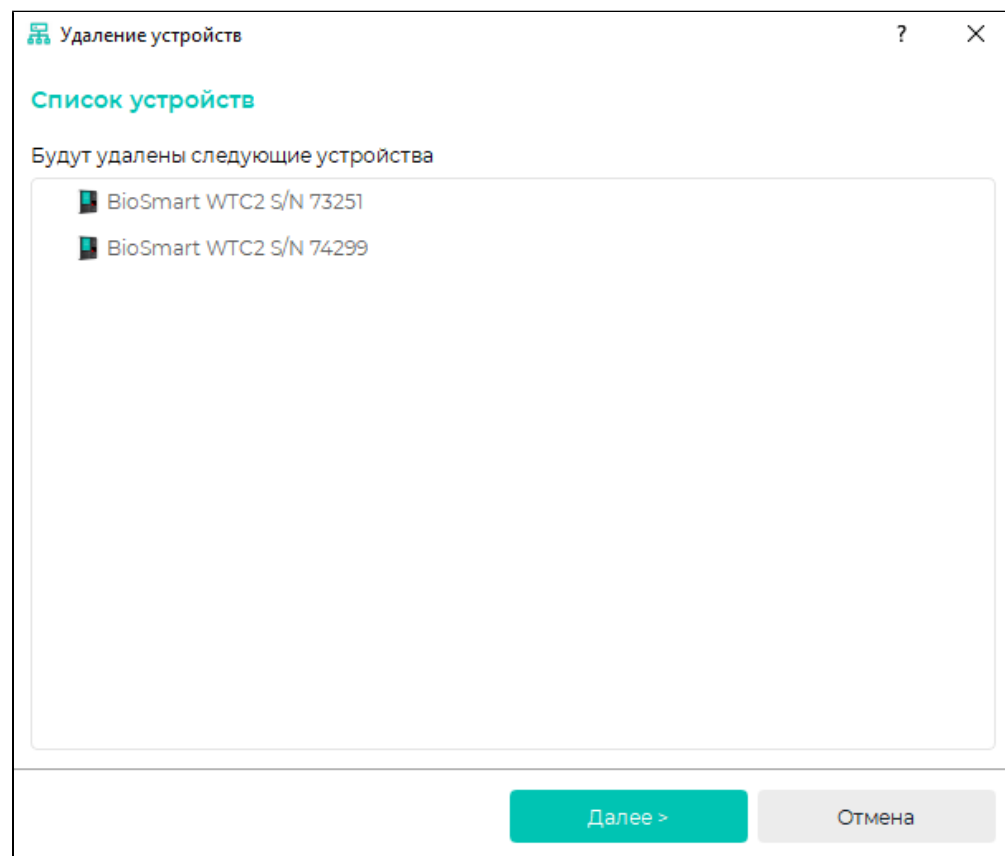 Удаление устройств
?
Список устройств
Будут удалены следующие устройства
BioSmart WTC2 S/N 73251
BioSmart WTC2 S/N 74299
Далее >
Отмена